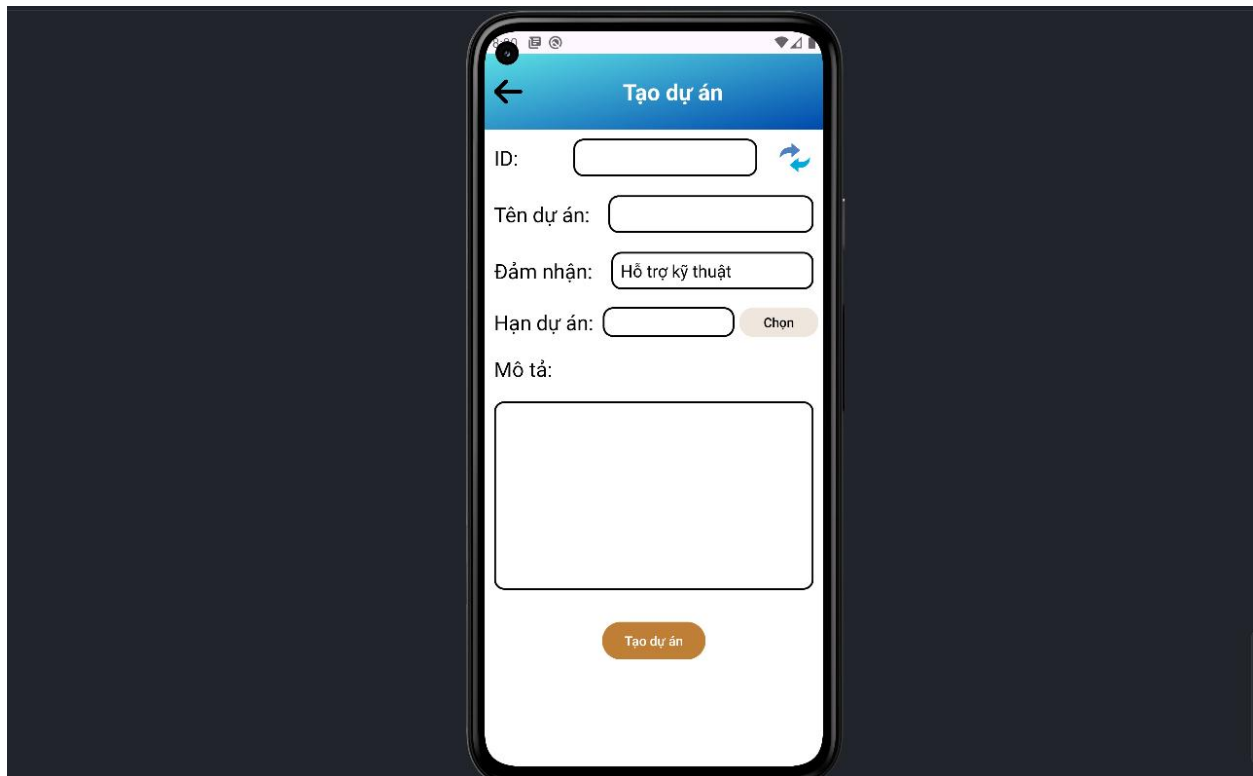 Tạo dự án
ID:
Tên dự án:
Đảm nhận: Hỗ trợ kỹ thuật
Hạn dự án: Chọn
Mô tả:
Tạo dự án